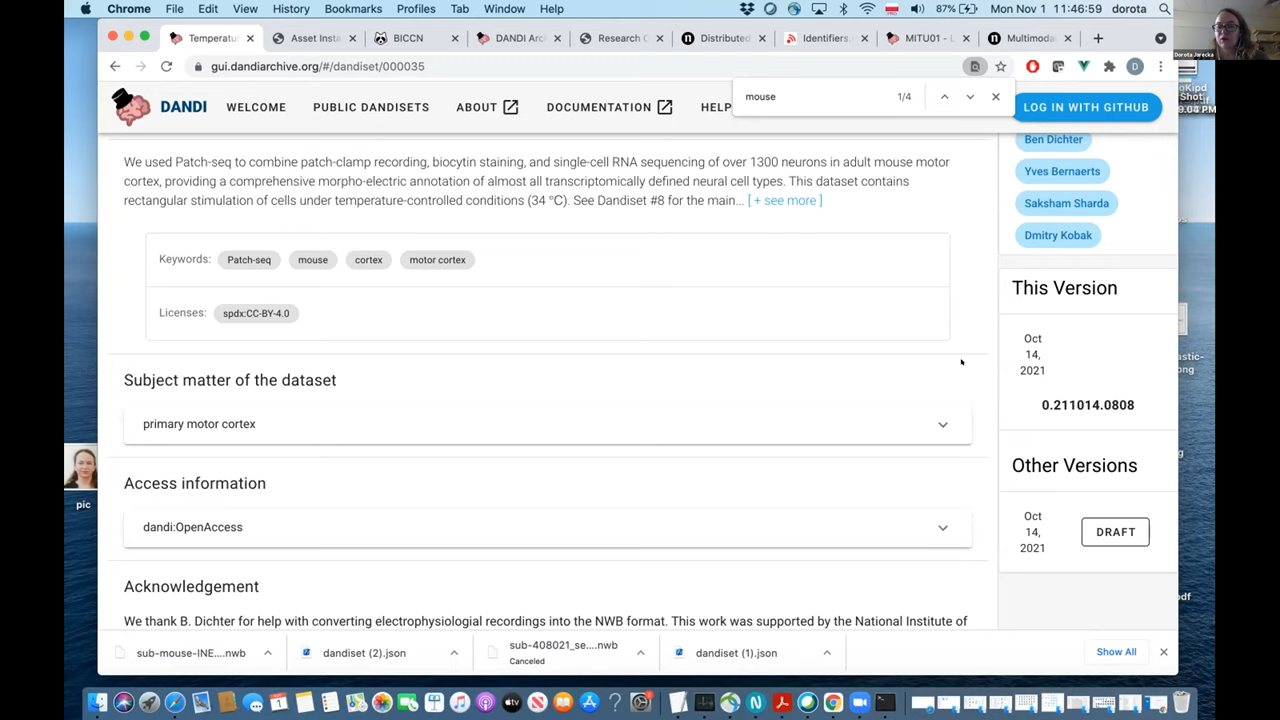 Chrome File Edit View History Bookmarks Profiles Tab Window Help 87% Mon Nov 1 11:46:59 dorota
Dorota Jarecka
Temperatu Asset Insta BICCN DANDI Arc Research C Distributed Identifiers. MITU01 - L Multimoda
gui.dandiarchive.org/#/dandiset/000035
DANDI WELCOME PUBLIC DANDISETS ABOUT DOCUMENTATION HELP
mouse 1/4
LOG IN WITH GITHUB
We used Patch-seq to combine patch-clamp recording, biocytin staining, and single-cell RNA sequencing of over 1300 neurons in adult mouse motor
cortex, providing a comprehensive morpho-electric annotation of almost all transcriptomically defined neural cell types. This dataset contains
rectangular stimulation of cells under temperature-controlled conditions (34 °C). See Dandiset #8 for the main... [ + see more ]
Keywords: Patch-seq mouse cortex motor cortex
Licenses: spdx:CC-BY-4.0
Subject matter of the dataset
primary motor cortex
Access information
dandi:OpenAccess
Acknowledgement
We thank B. Dichter for help with converting electrophysiological recordings into the NWB format. This work was supported by the National Institute of
Ben Dichter
Yves Bernaerts
Saksham Sharda
Dmitry Kobak
This Version
Oct
14,
2021
0.211014.0808
Other Versions
Oct
14,
2021
DRAFT
sub-mouse-INE....nwb
dandiset (2).json
Canceled
dandiset (1).json
Show All
pic
Shot
9.04 PM